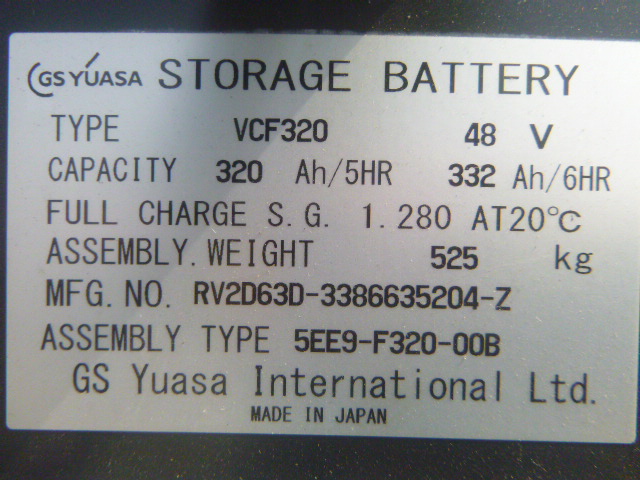 GS YUASA STORAGE BATTERY
TYPE VCF320 48 V
CAPACITY 320 Ah/5HR 332 Ah/6HR
FULL CHARGE S.G. 1.280 AT20℃
ASSEMBLY.WEIGHT 525 kg
MFG.NO. RV2D63D-3386635204-Z
ASSEMBLY TYPE 5EE9-F320-00B
GS Yuasa International Ltd.
MADE IN JAPAN